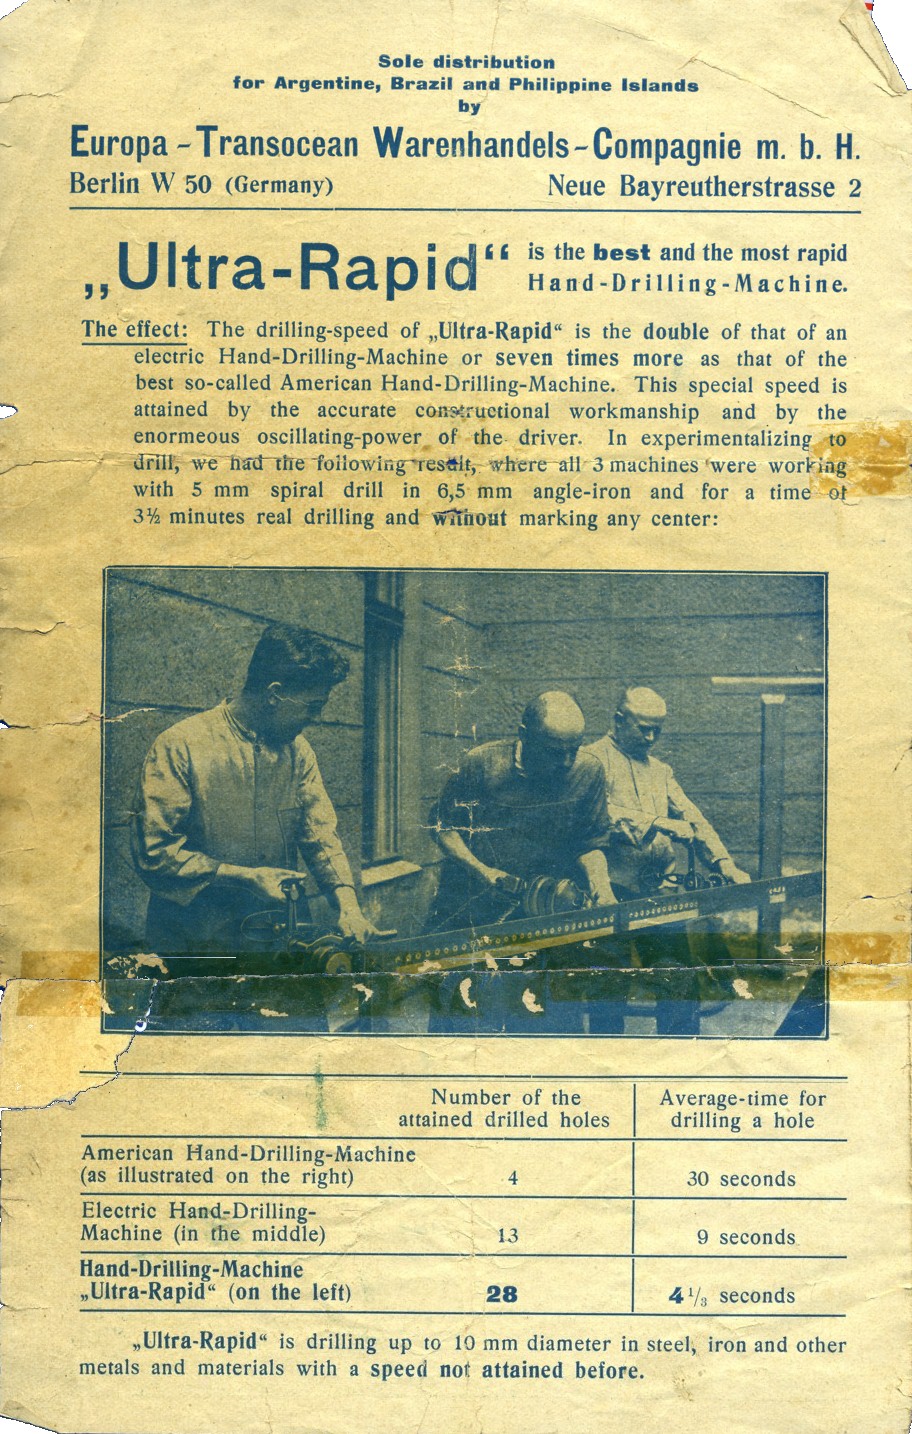 Sole distribution
for Argentine, Brazil and Philippine Islands
by
Europa-Transocean Warenhandels-Compagnie m. b. H.
Berlin W 50 (Germany) Neue Bayreutherstrasse 2
„Ultra-Rapid“ is the best and the most rapid
Hand-Drilling-Machine.
The effect: The drilling-speed of „Ultra-Rapid“ is the double of that of an
electric Hand-Drilling-Machine or seven times more as that of the
best so-called American Hand-Drilling-Machine. This special speed is
attained by the accurate constructional workmanship and by the
enormeous oscillating-power of the driver. In experimentalizing to
drill, we had the following result, where all 3 machines were working
with 5 mm spiral drill in 6,5 mm angle-iron and for a time of
3½ minutes real drilling and without marking any center:
Number of the Average-time for
attained drilled holes drilling a hole
American Hand-Drilling-Machine
(as illustrated on the right) 4 30 seconds
Electric Hand-Drilling-
Machine (in the middle) 13 9 seconds
Hand-Drilling-Machine
„Ultra-Rapid“ (on the left) 28 4 1/3 seconds
„Ultra-Rapid“ is drilling up to 10 mm diameter in steel, iron and other
metals and materials with a speed not attained before.